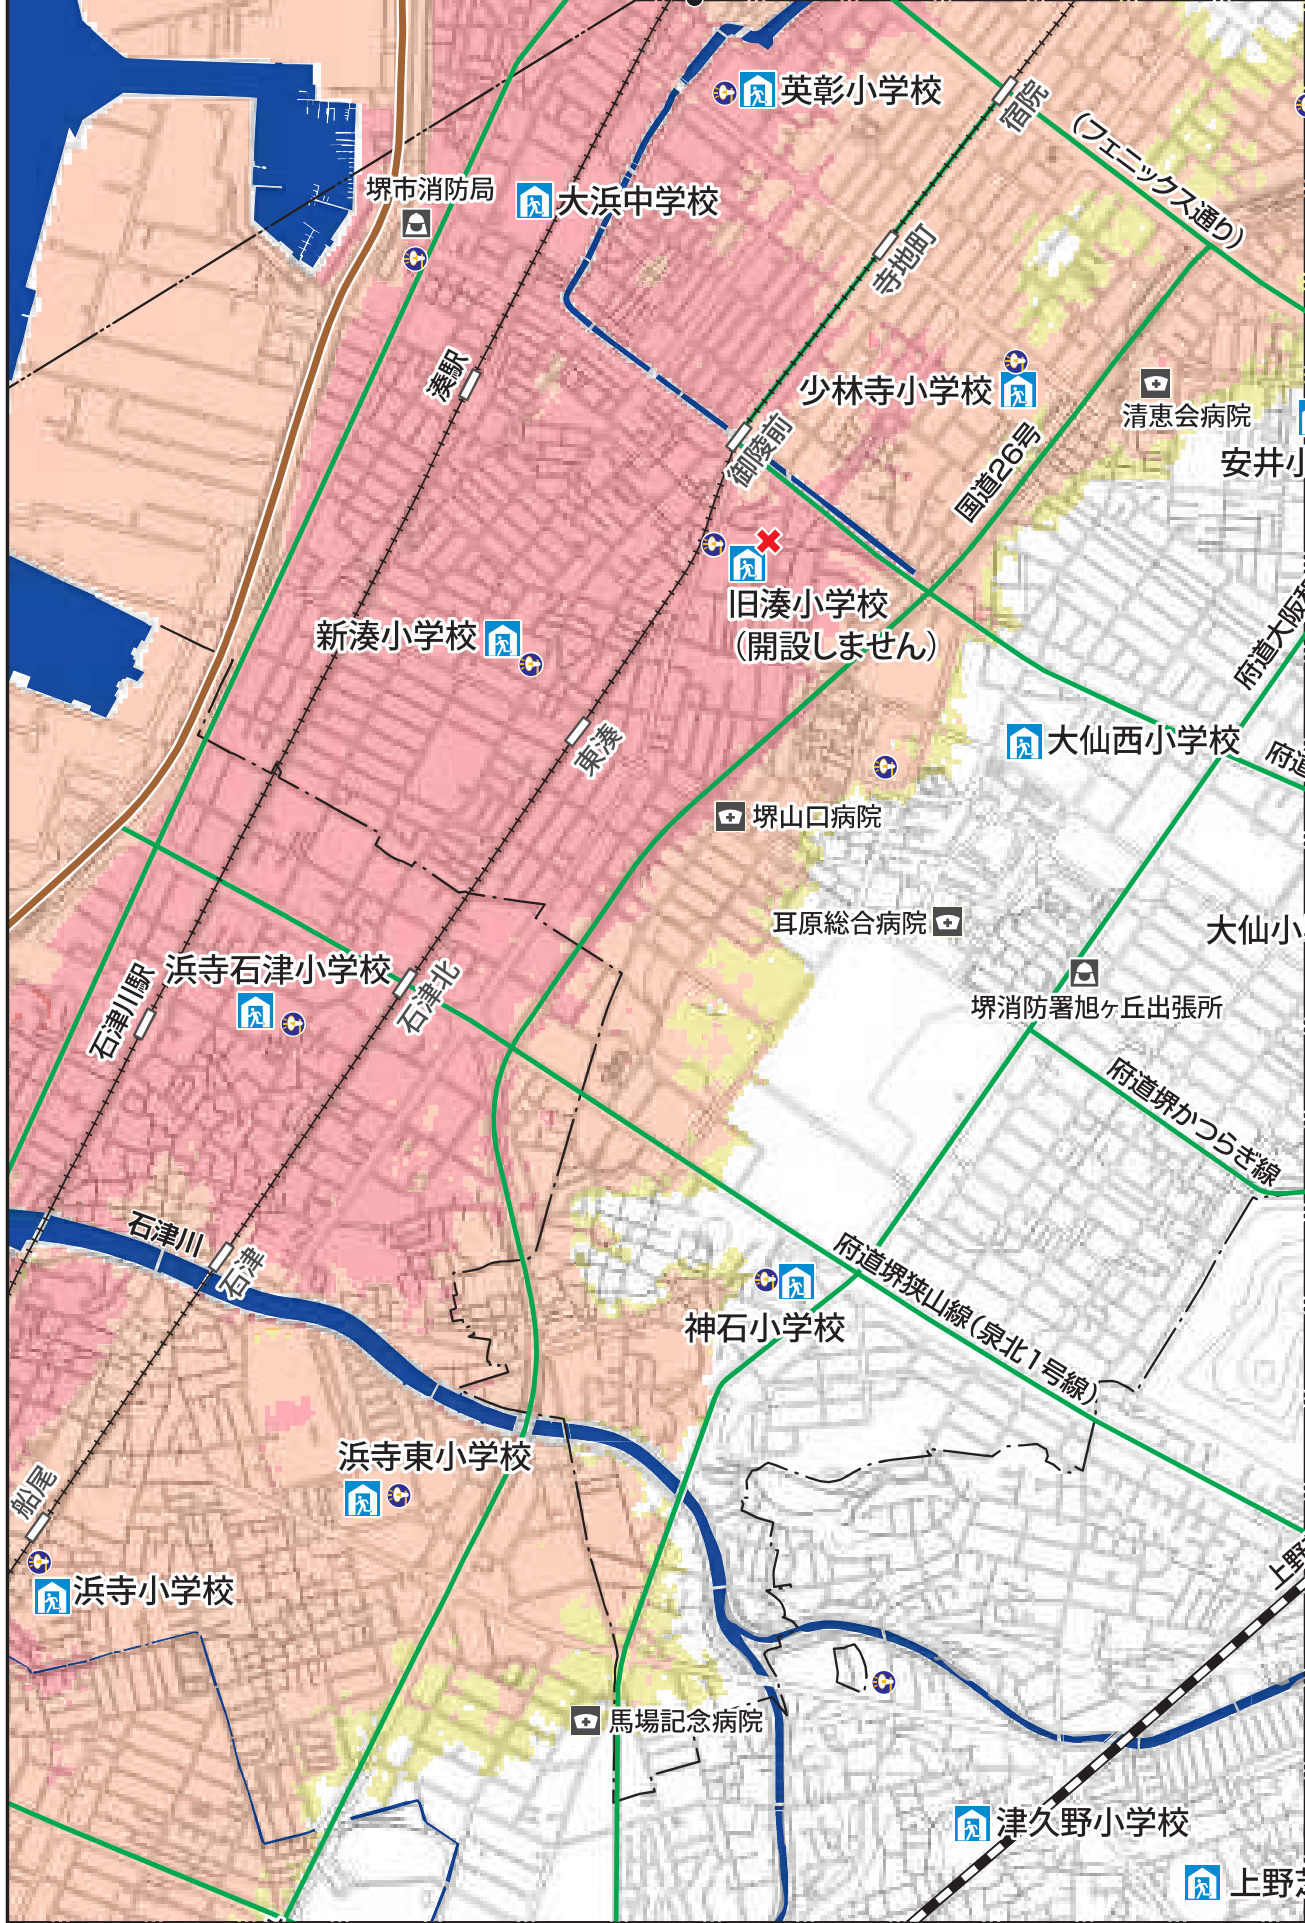 英彰小学校
宿院
(フェニックス通り)
堺市消防局
大浜中学校
寺地町
湊駅
少林寺小学校
清恵会病院
御陵前
国道26号
安井小
旧湊小学校
(開設しません)
府道大阪和
新湊小学校
東湊
大仙西小学校
府道
堺山口病院
耳原総合病院
大仙小
浜寺石津小学校
石津北
石津川駅
堺消防署旭ヶ丘出張所
府道堺かつらぎ線
石津川
石津
府道堺狭山線(泉北1号線)
神石小学校
浜寺東小学校
船尾
浜寺小学校
上野
馬場記念病院
津久野小学校
上野芝